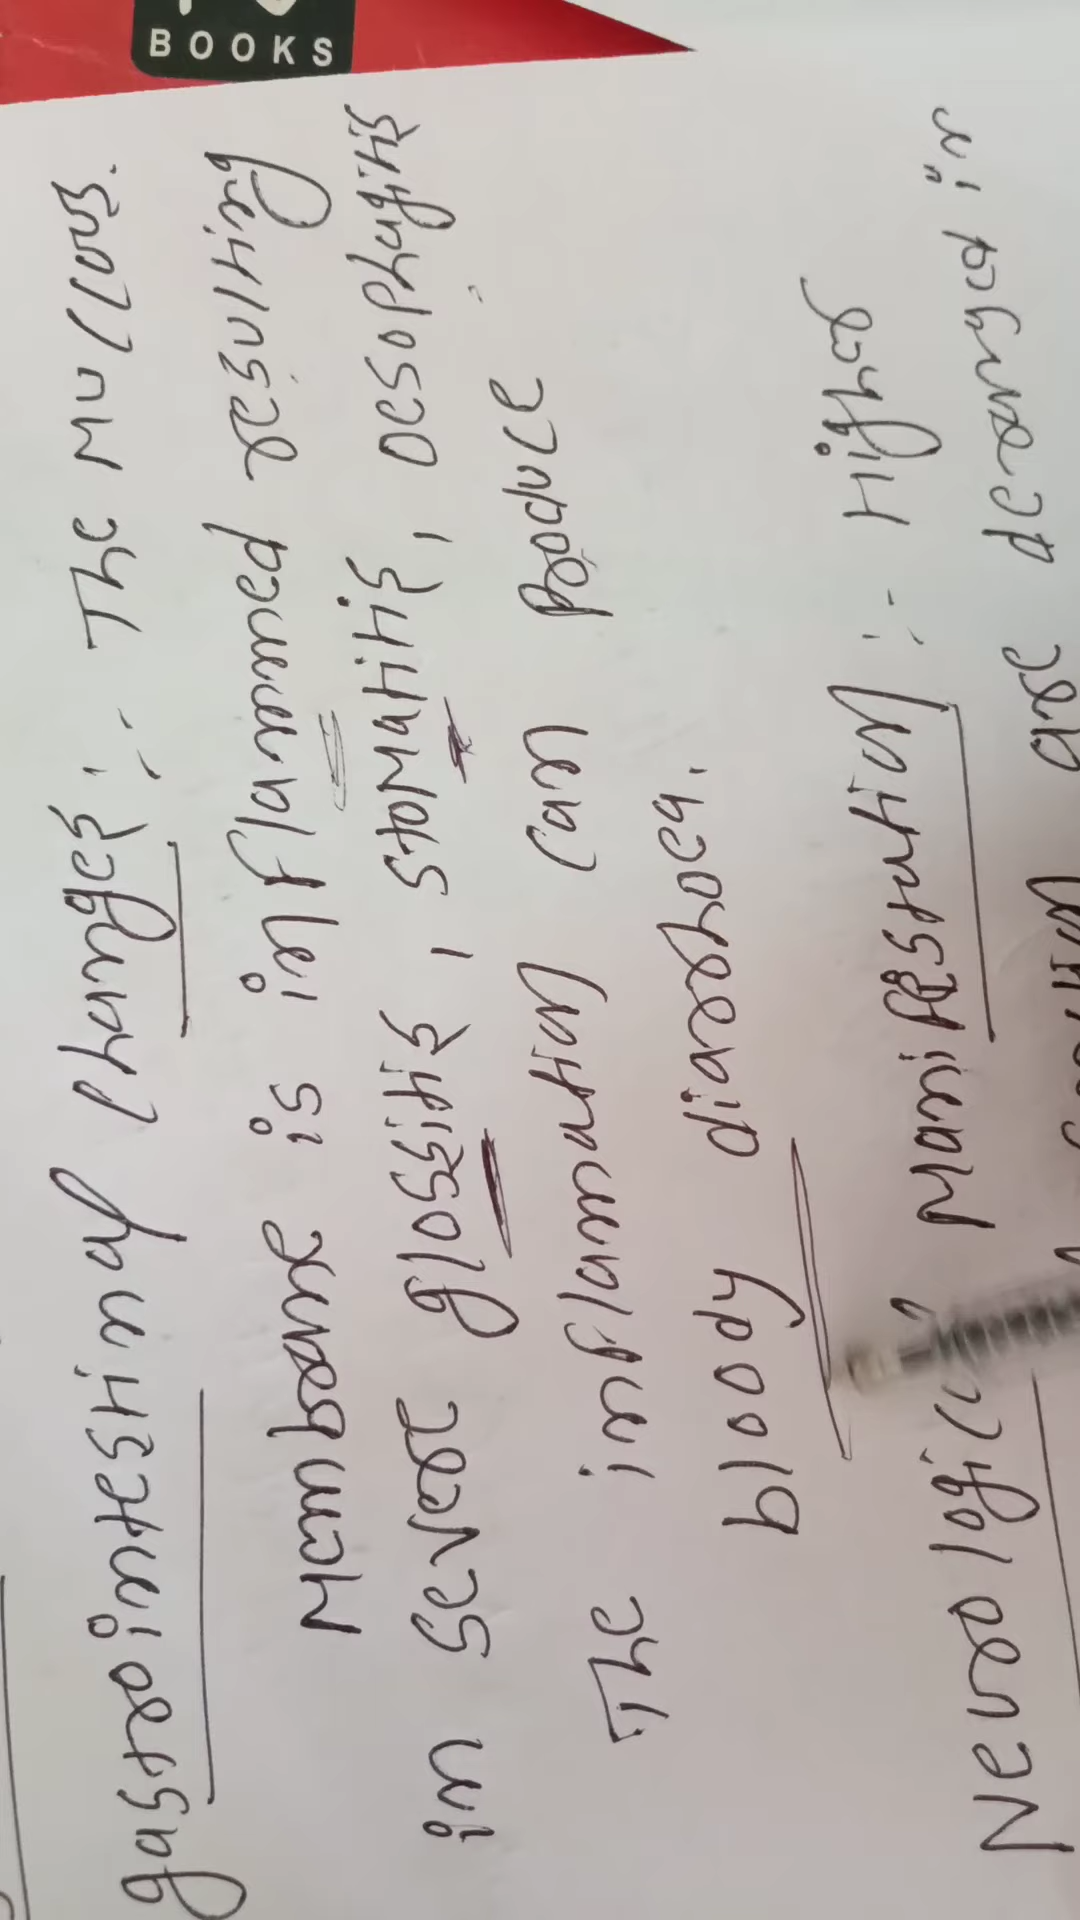 BOOKS
Gastrointestinal changes :- The mucous
membrane is inflammed resulting
in severe glossitis, stomatitis, oesophagitis
The inflammation can produce
bloody diarrhoea.
Neurological Manifestation :- Higher
are deranged in